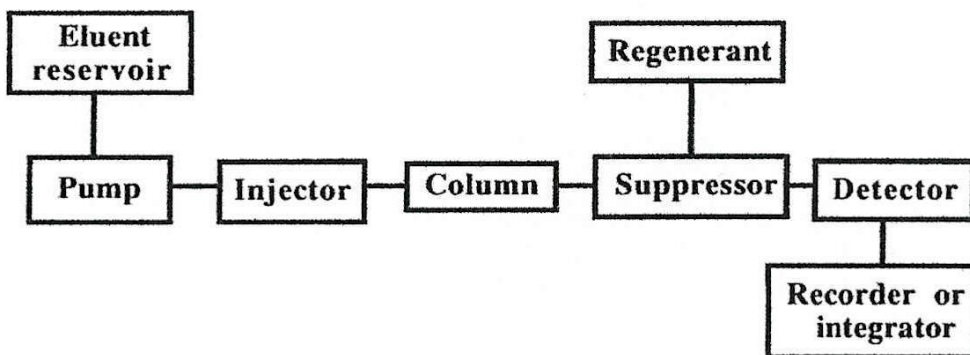 Eluent
reservoir
Regenerant
Pump
Injector
Column
Suppressor
Detector
Recorder or
integrator